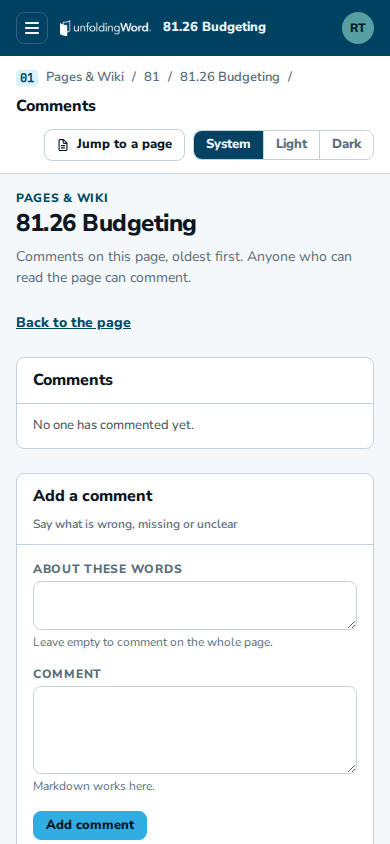 unfoldingWord. 81.26 Budgeting RT
01 Pages & Wiki / 81 / 81.26 Budgeting /
Comments
Jump to a page System Light Dark
PAGES & WIKI
81.26 Budgeting
Comments on this page, oldest first. Anyone who can
read the page can comment.
Back to the page
Comments
No one has commented yet.
Add a comment
Say what is wrong, missing or unclear
ABOUT THESE WORDS
Leave empty to comment on the whole page.
COMMENT
Markdown works here.
Add comment